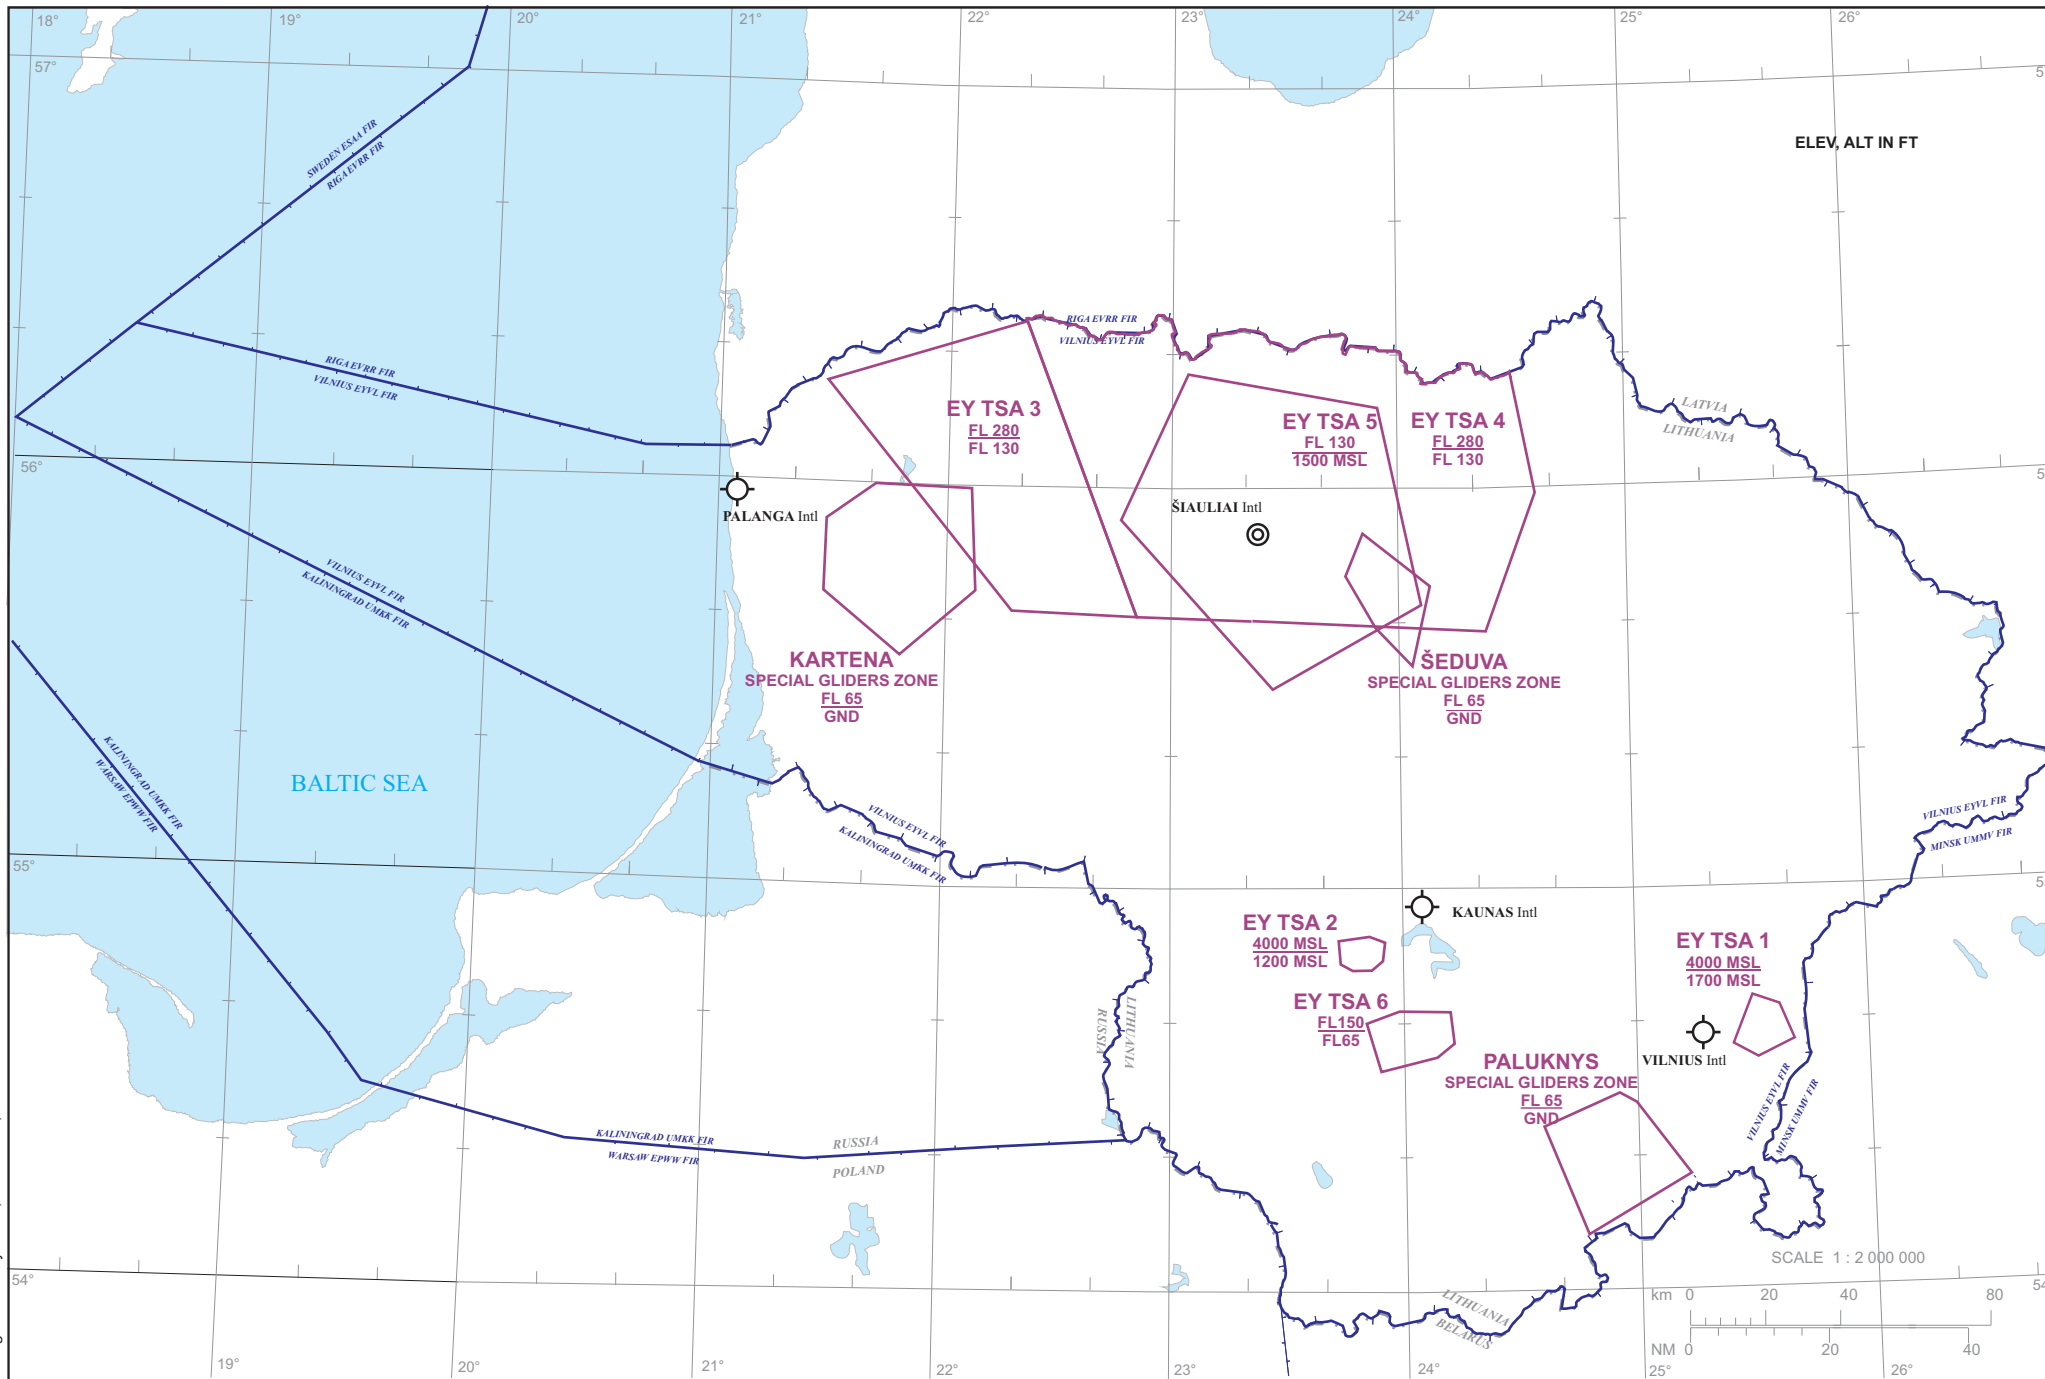 18°
19°
20°
21°
22°
23°
24°
25°
26°
57°
5
ELEV, ALT IN FT
SWEDEN ESAA FIR
RIGA EVRR FIR
RIGA EVRR FIR
VILNIUS EYVL FIR
RIGA EVRR FIR
VILNIUS EYVL FIR
LATVIA
LITHUANIA
EY TSA 3
FL 280
FL 130
EY TSA 5
FL 130
1500 MSL
EY TSA 4
FL 280
FL 130
56°
5
PALANGA Intl
ŠIAULIAI Intl
VILNIUS EYVL FIR
KALININGRAD UMKK FIR
KARTENA
SPECIAL GLIDERS ZONE
FL 65
GND
ŠEDUVA
SPECIAL GLIDERS ZONE
FL 65
GND
KALININGRAD UMKK FIR
WARSAW EPWW FIR
BALTIC SEA
VILNIUS EYVL FIR
KALININGRAD UMKK FIR
VILNIUS EYVL FIR
MINSK UMMV FIR
55°
5
KAUNAS Intl
EY TSA 2
4000 MSL
1200 MSL
EY TSA 1
4000 MSL
1700 MSL
EY TSA 6
FL150
FL65
RUSSIA
LITHUANIA
VILNIUS Intl
PALUKNYS
SPECIAL GLIDERS ZONE
FL 65
GND
VILNIUS EYVL FIR
MINSK UMMV FIR
KALININGRAD UMKK FIR
WARSAW EPWW FIR
RUSSIA
POLAND
54°
54
SCALE 1 : 2 000 000
km 0 20 40 80
NM 0 20 40
LITHUANIA
BELARUS
19°
20°
21°
22°
23°
24°
25°
26°